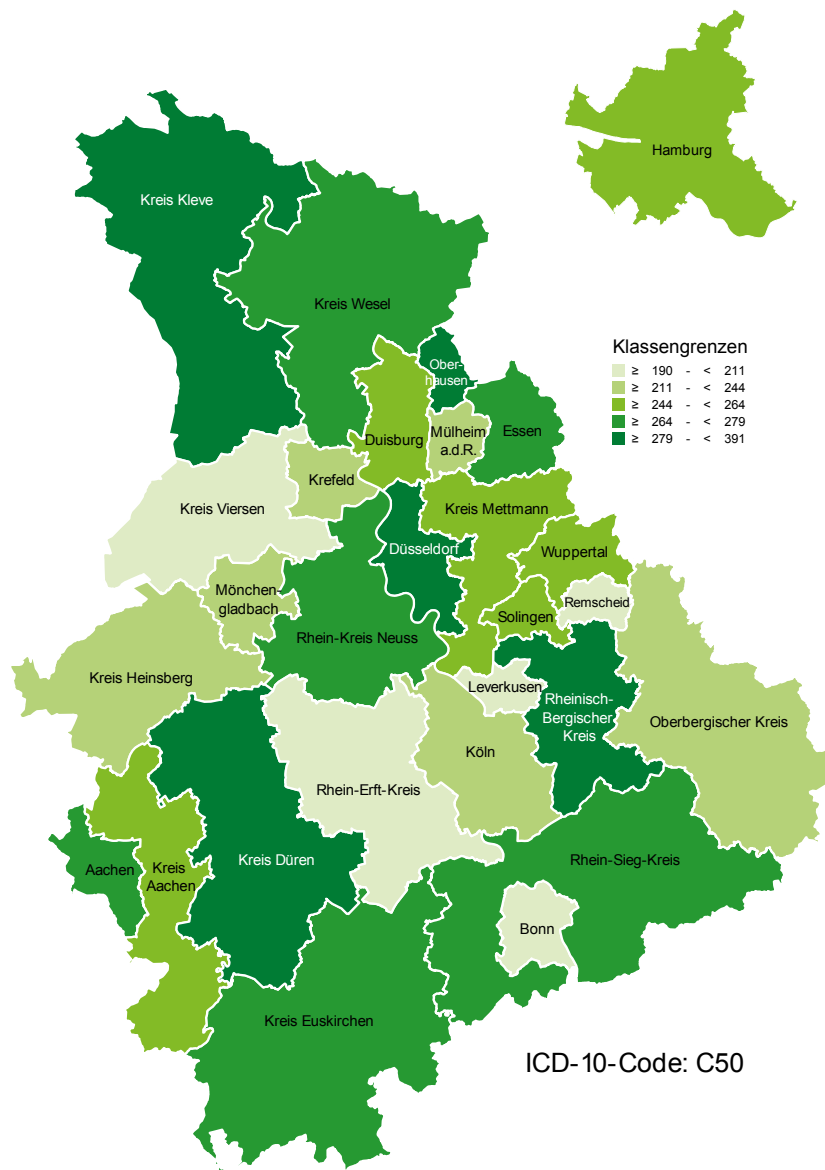 Hamburg
Kreis Kleve
Kreis Wesel
Klassengrenzen
≥ 190 - < 211
≥ 211 - < 244
≥ 244 - < 264
≥ 264 - < 279
≥ 279 - < 391
Ober-
hausen
Duisburg
Mülheim
a.d.R.
Essen
Krefeld
Kreis Viersen
Kreis Mettmann
Düsseldorf
Wuppertal
Mönchen-
gladbach
Remscheid
Solingen
Rhein-Kreis Neuss
Kreis Heinsberg
Leverkusen
Rheinisch-
Bergischer
Kreis
Oberbergischer Kreis
Köln
Rhein-Erft-Kreis
Aachen
Kreis
Aachen
Kreis Düren
Rhein-Sieg-Kreis
Bonn
Kreis Euskirchen
ICD-10-Code: C50